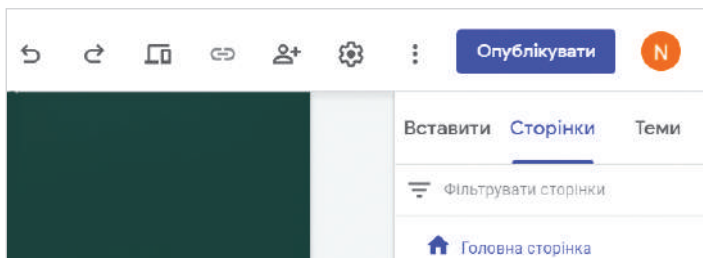 Опублікувати N
Вставити Сторінки Теми
Фільтрувати сторінки
Головна сторінка